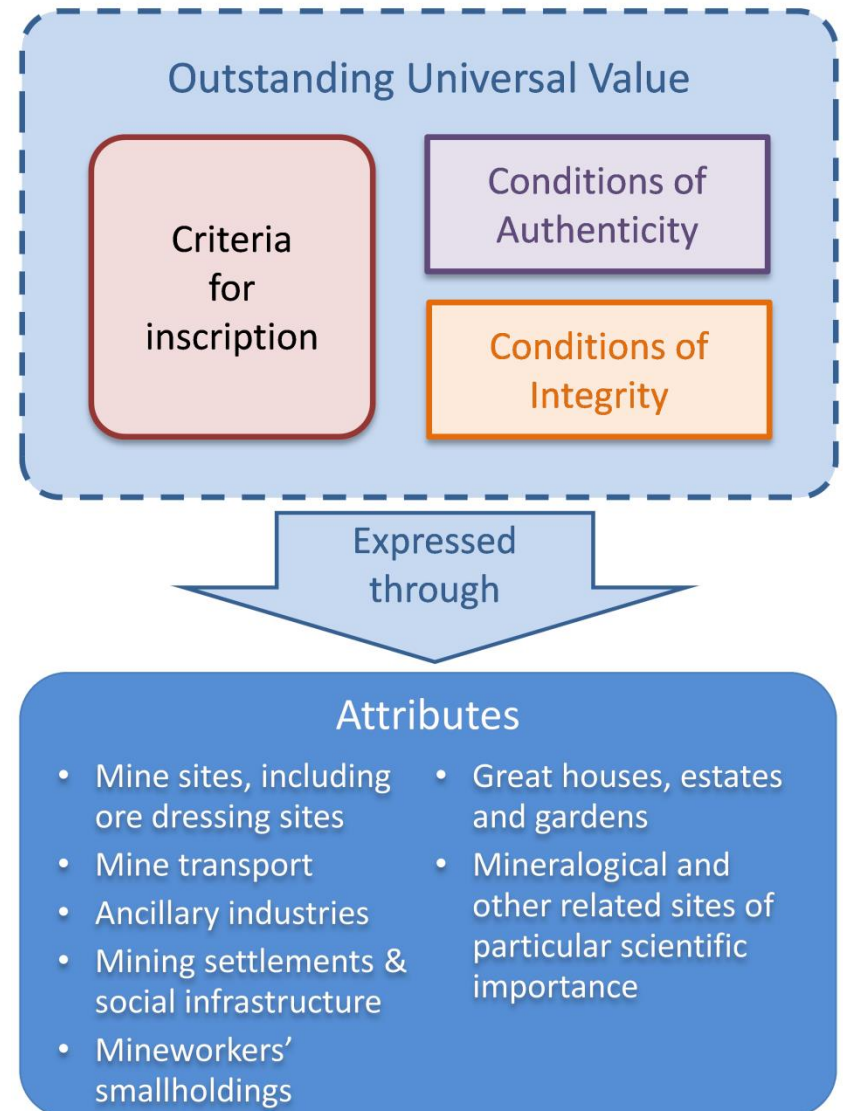 Outstanding Universal Value
Criteria
for
inscription
Conditions of
Authenticity
Conditions of
Integrity
Expressed
through
Attributes
• Mine sites, including
ore dressing sites
• Mine transport
• Ancillary industries
• Mining settlements &
social infrastructure
• Mineworkers'
smallholdings
• Great houses, estates
and gardens
• Mineralogical and
other related sites of
particular scientific
importance